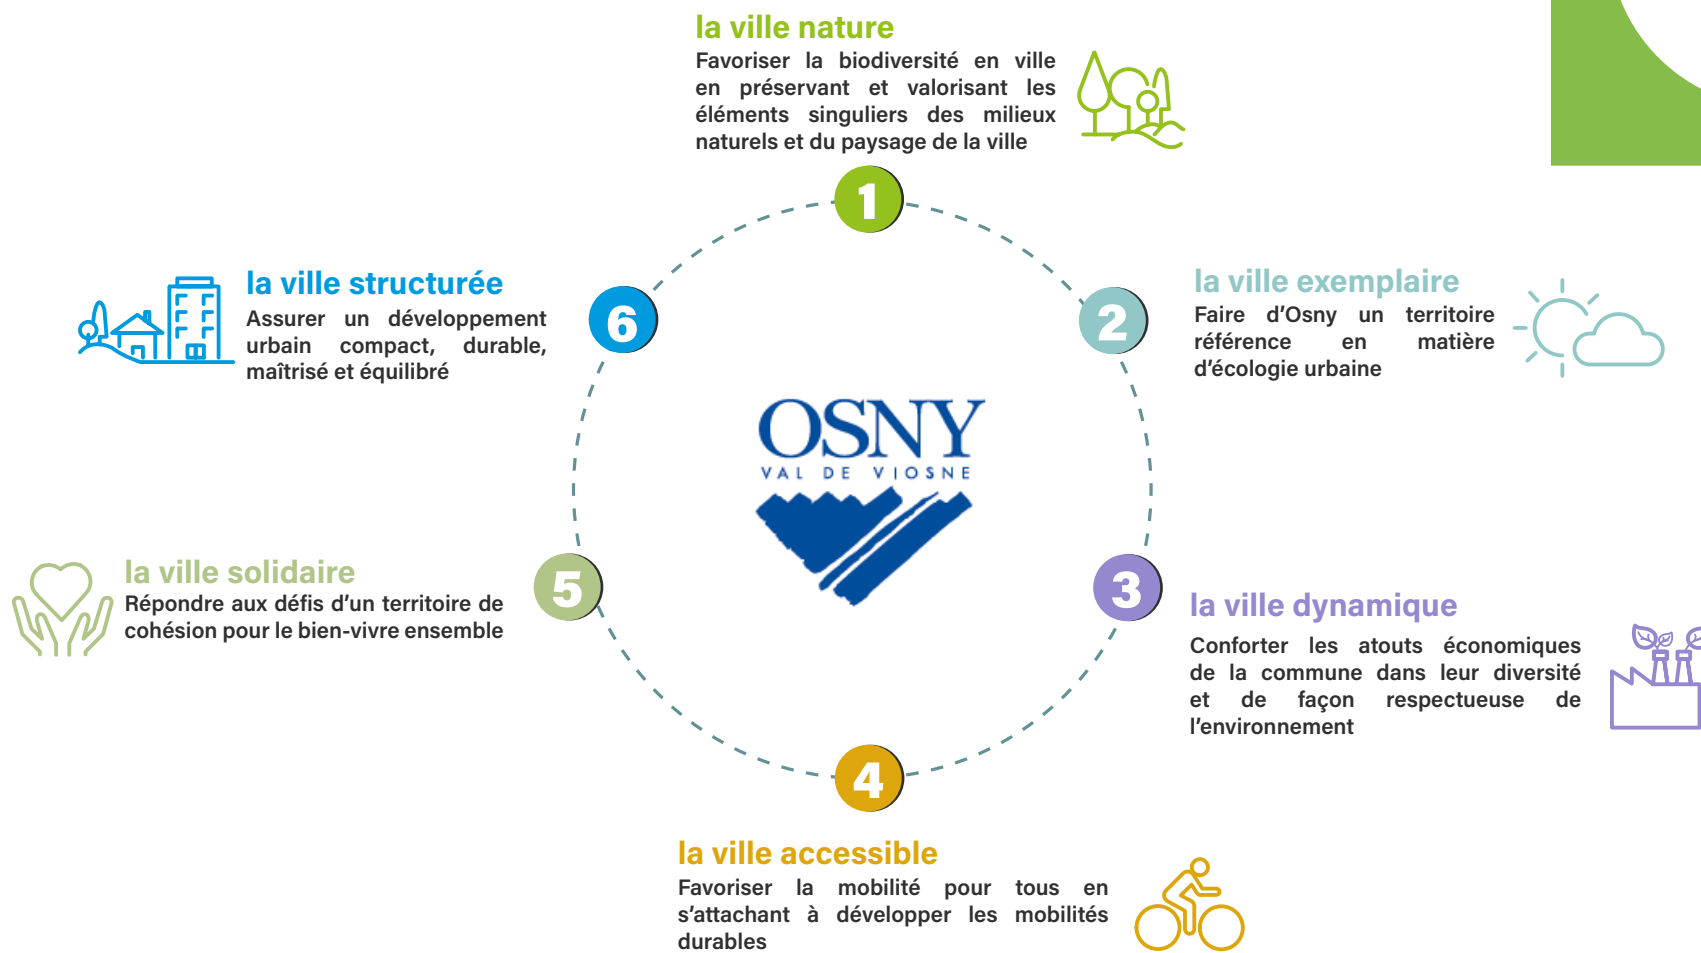 la ville nature
Favoriser la biodiversité en ville
en préservant et valorisant les
éléments singuliers des milieux
naturels et du paysage de la ville
1
la ville exemplaire
Faire d’Osny un territoire
référence en matière
d’écologie urbaine
2
la ville dynamique
Conforter les atouts économiques
de la commune dans leur diversité
et de façon respectueuse de
l’environnement
3
4
la ville accessible
Favoriser la mobilité pour tous en
s’attachant à développer les mobilités
durables
la ville solidaire
Répondre aux défis d’un territoire de
cohésion pour le bien-vivre ensemble
5
la ville structurée
Assurer un développement
urbain compact, durable,
maîtrisé et équilibré
6
OSNY
VAL DE VIOSNE